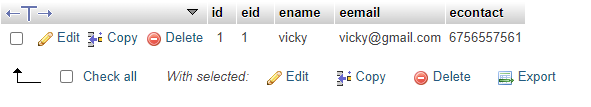 id eid ename eemail econtact
Edit Copy Delete 1 1 vicky vicky@gmail.com 6756557561
Check all With selected: Edit Copy Delete Export